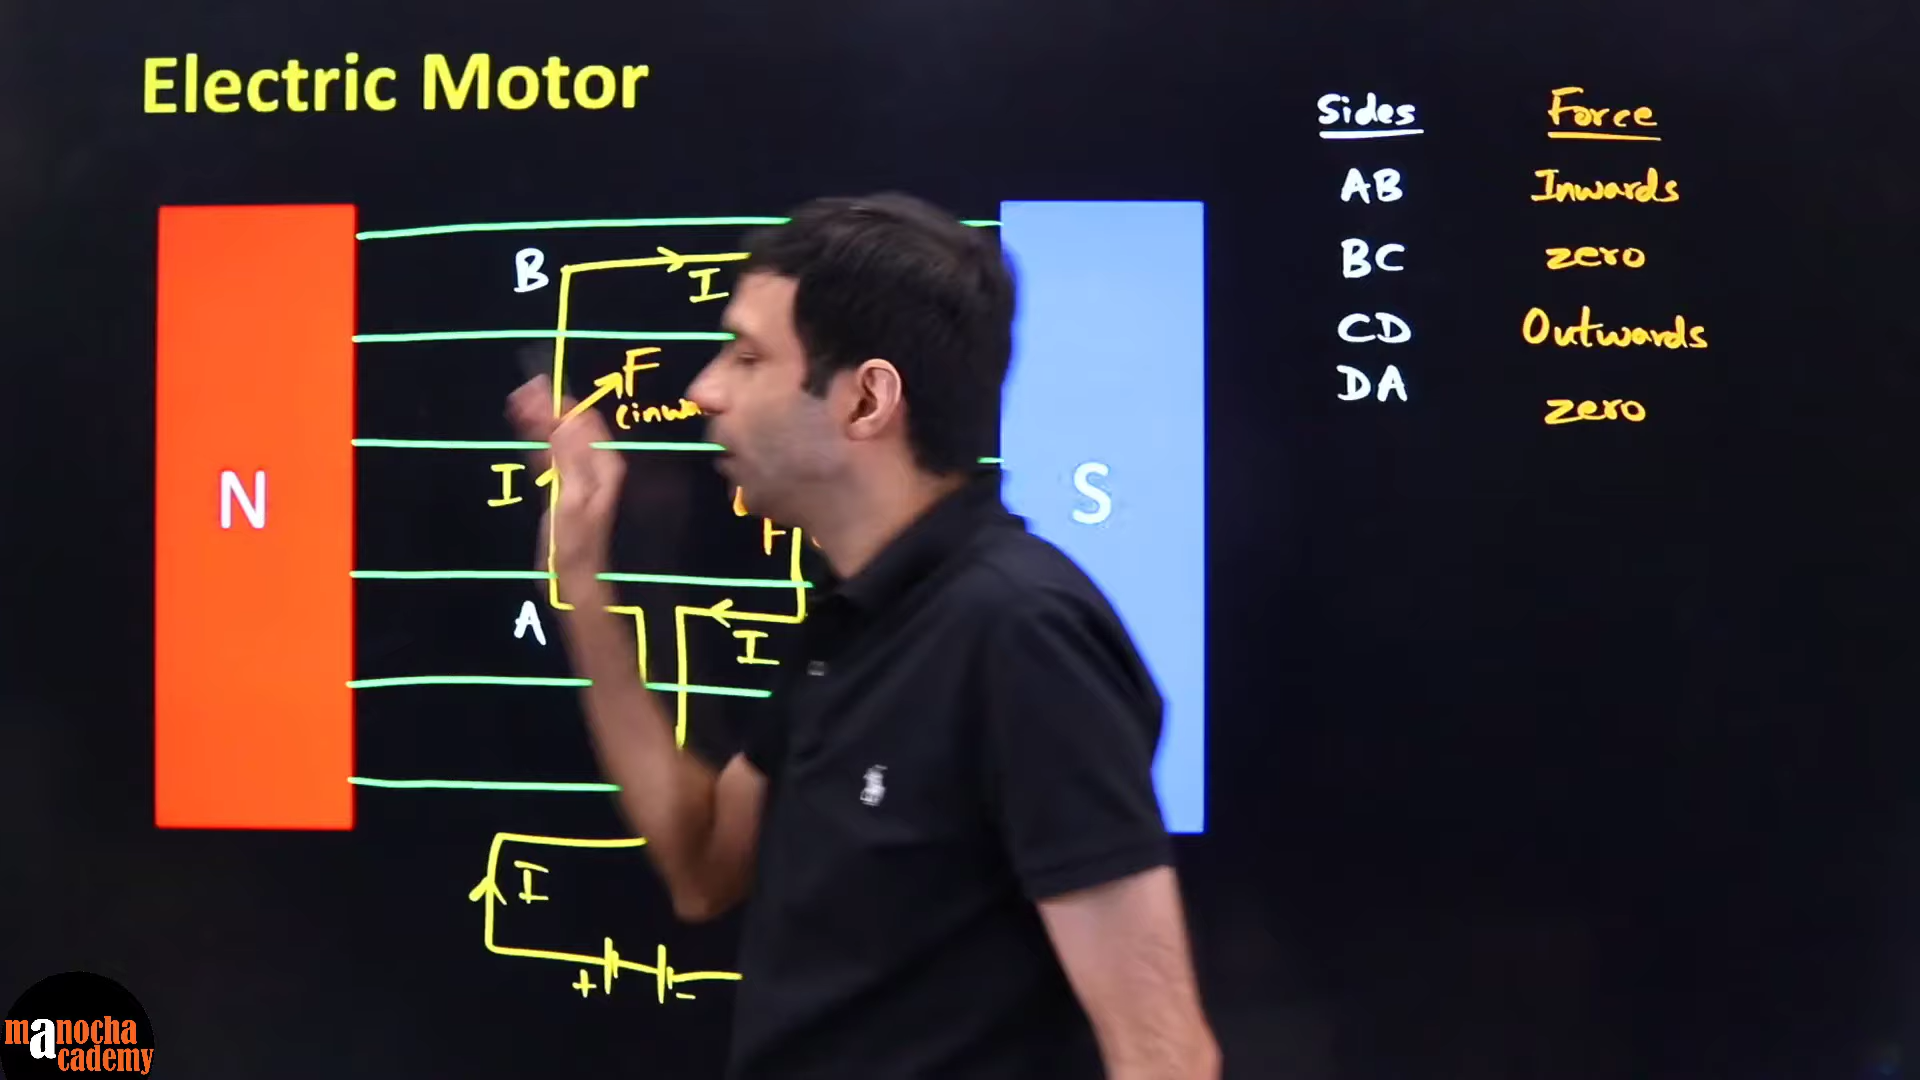 Electric Motor
Sides Force
AB Inwards
BC zero
CD Outwards
DA zero
N
S
B
I
F
I
F
A
I
I
+ -
manocha
academy